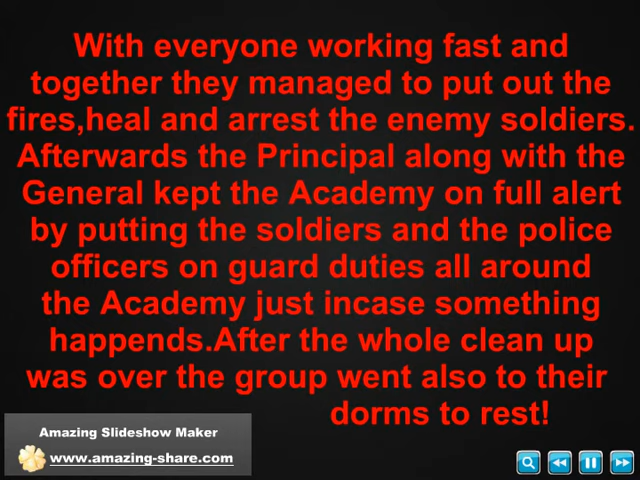 With everyone working fast and
together they managed to put out the
fires,heal and arrest the enemy soldiers.
Afterwards the Principal along with the
General kept the Academy on full alert
by putting the soldiers and the police
officers on guard duties all around
the Academy just incase something
happends.After the whole clean up
was over the group went also to their
dorms to rest!
Amazing Slideshow Maker
www.amazing-share.com